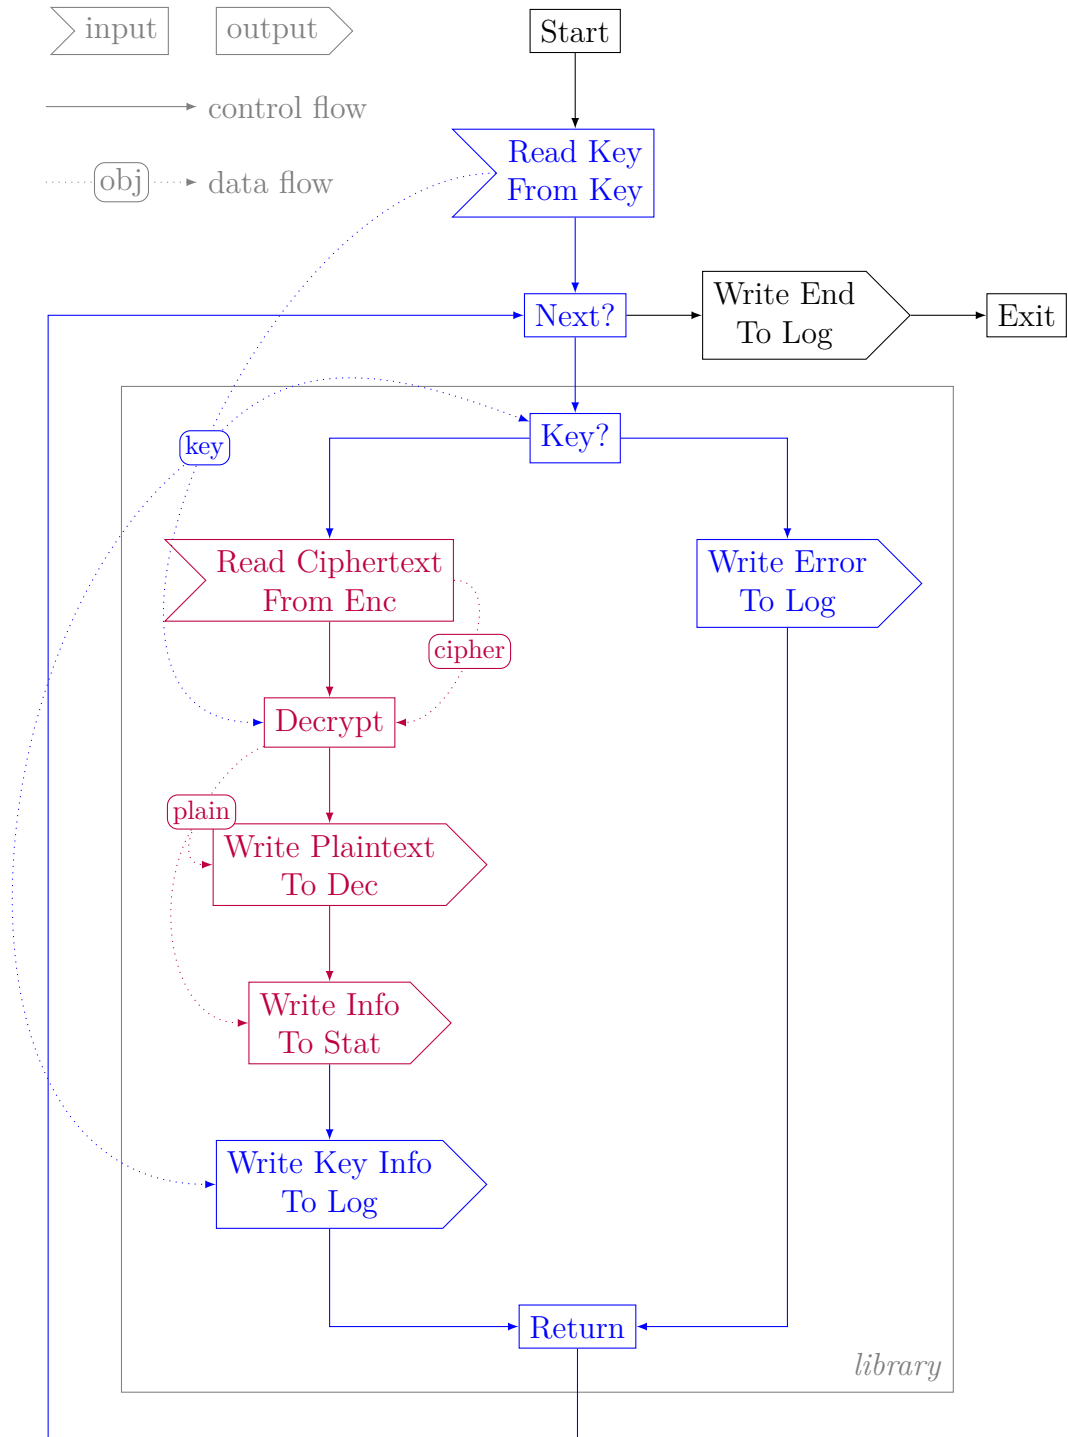 input
output
Start
control flow
obj
data flow
Read Key
From Key
Next?
Write End
To Log
Exit
key
Key?
Read Ciphertext
From Enc
Write Error
To Log
cipher
Decrypt
plain
Write Plaintext
To Dec
Write Info
To Stat
Write Key Info
To Log
Return
library